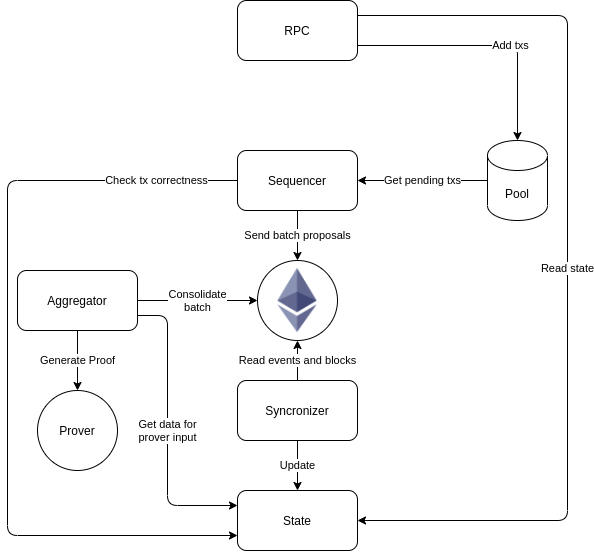 RPC
Add txs
Check tx correctness
Sequencer
Get pending txs
Pool
Send batch proposals
Read state
Aggregator
Consolidate
batch
Generate Proof
Read events and blocks
Prover
Get data for
prover input
Syncronizer
Update
State